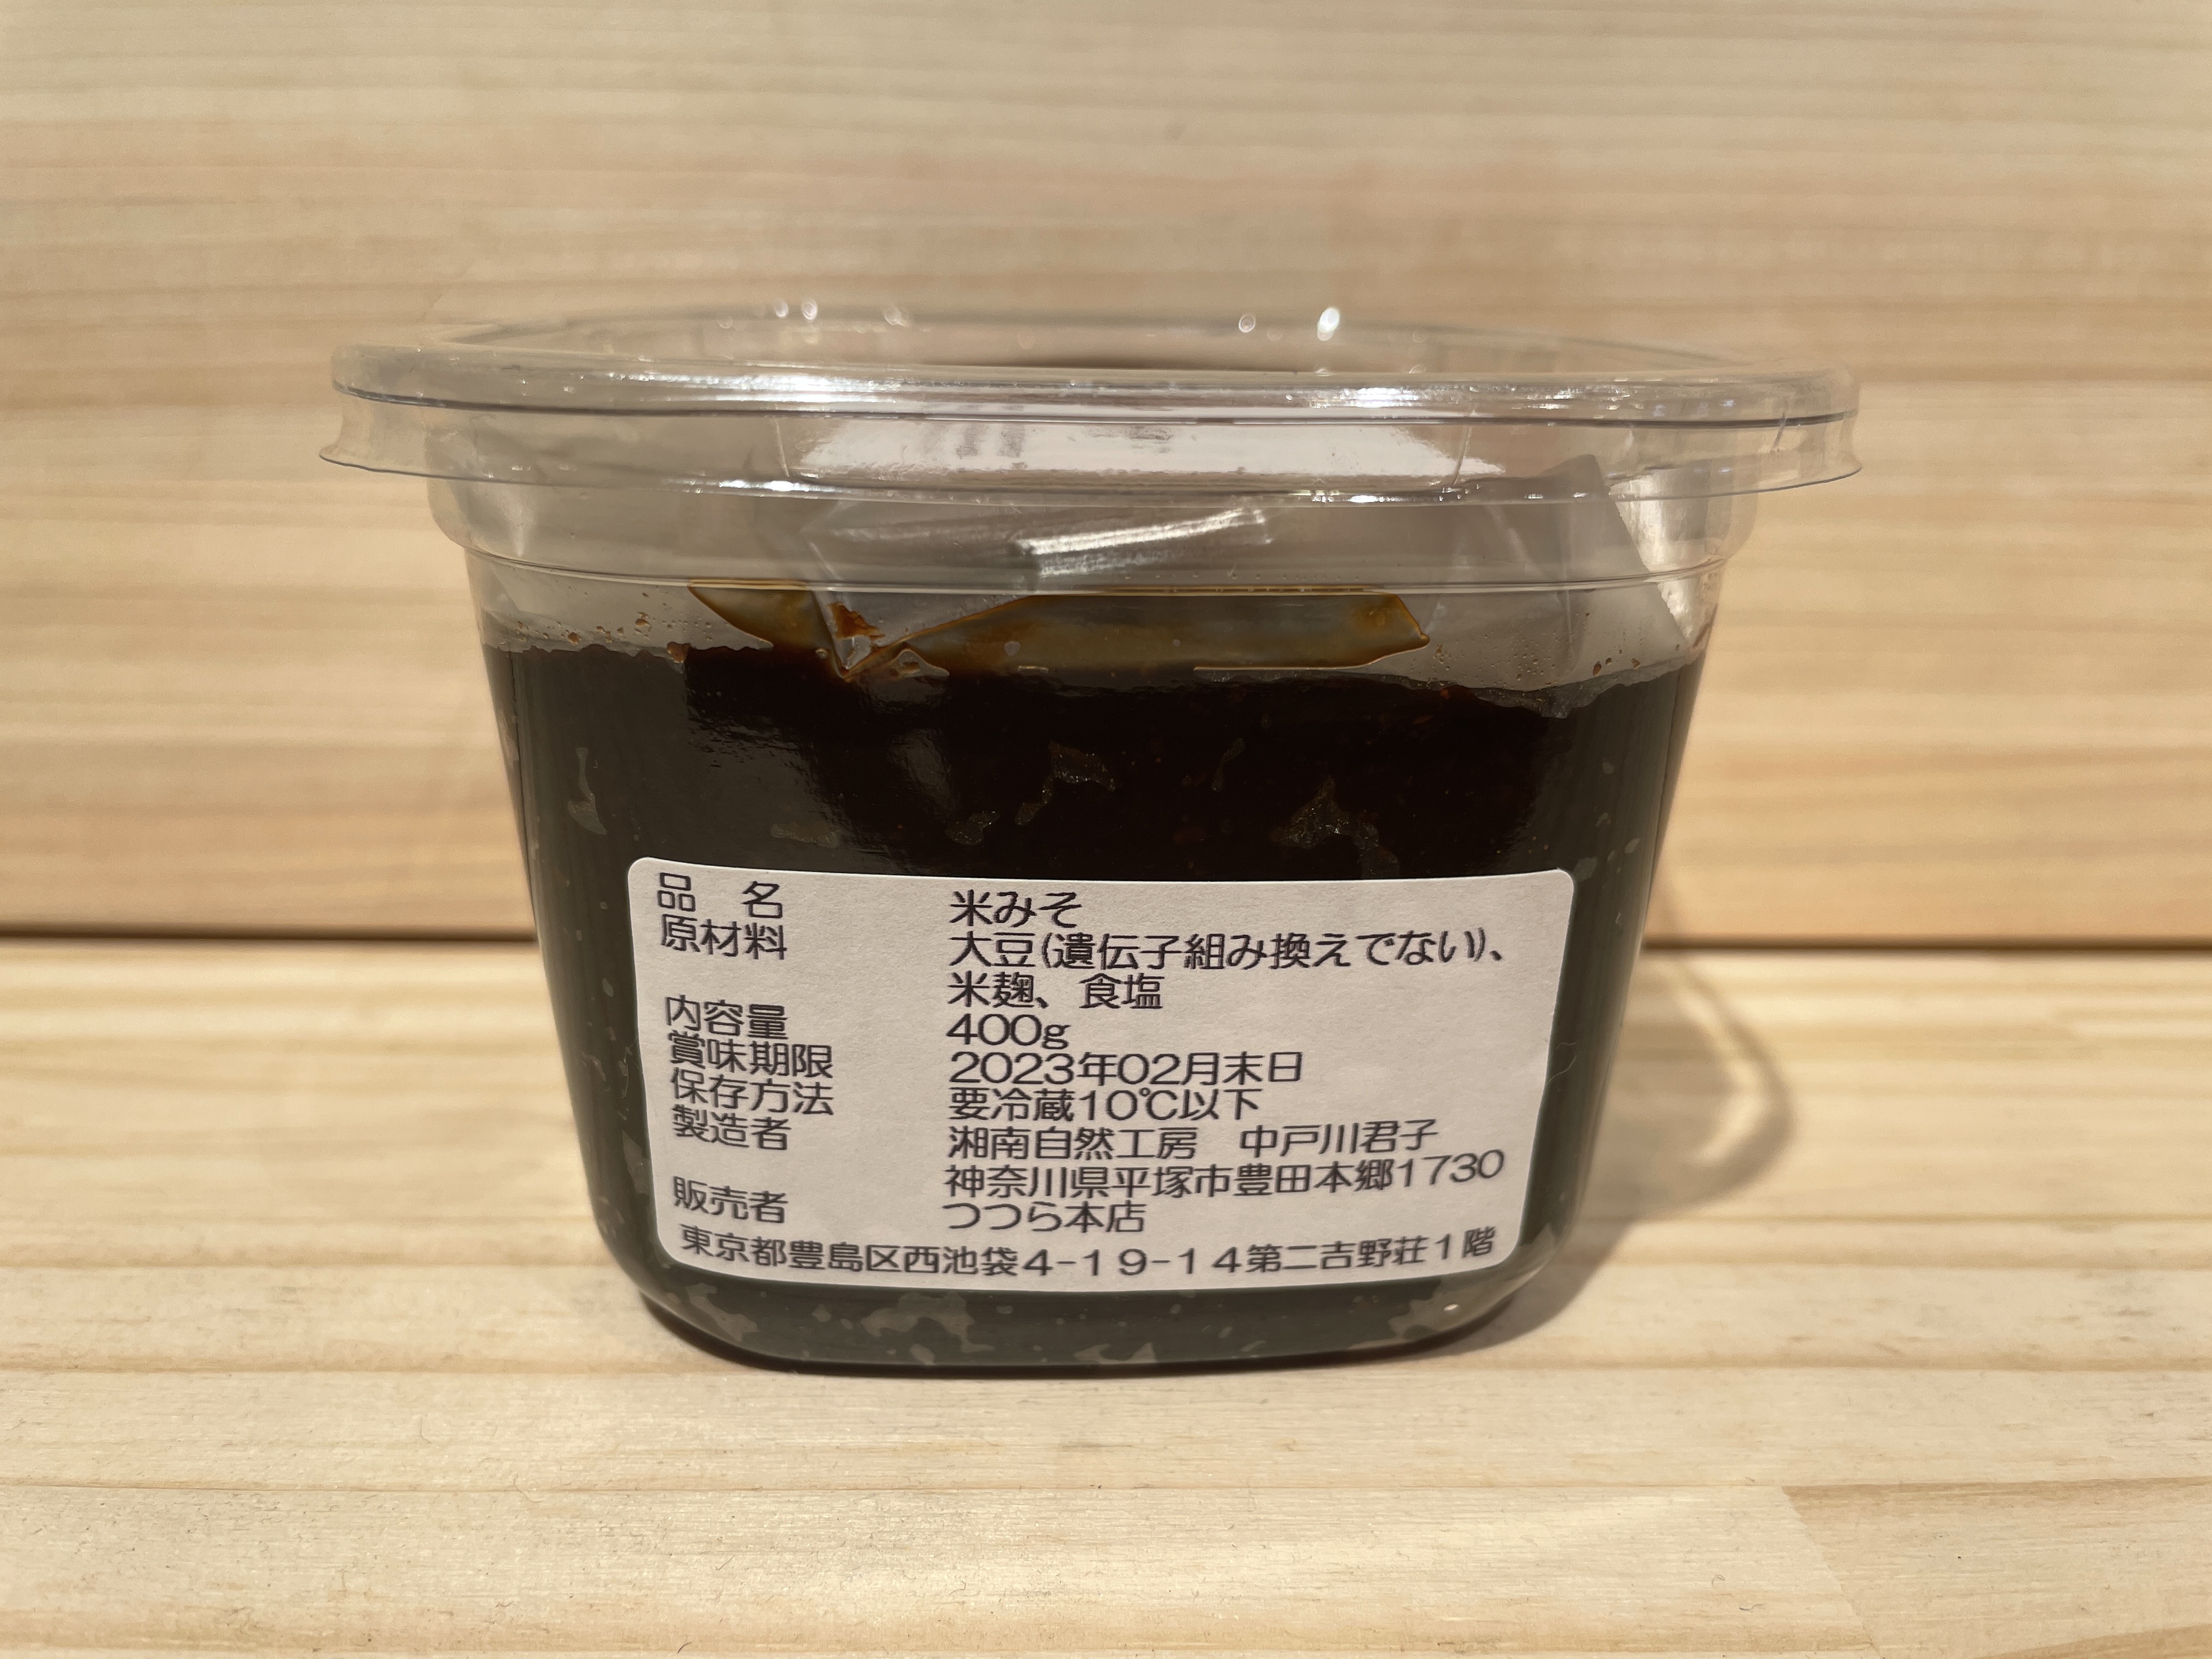 品　名　米みそ
原材料　大豆(遺伝子組み換えでない)、
米麹、食塩
内容量　400g
賞味期限　2023年02月末日
保存方法　要冷蔵10℃以下
製造者　湘南自然工房　中戸川君子
神奈川県平塚市豊田本郷1730
販売者　つつら本店
東京都豊島区西池袋4-19-14第二吉野荘1階